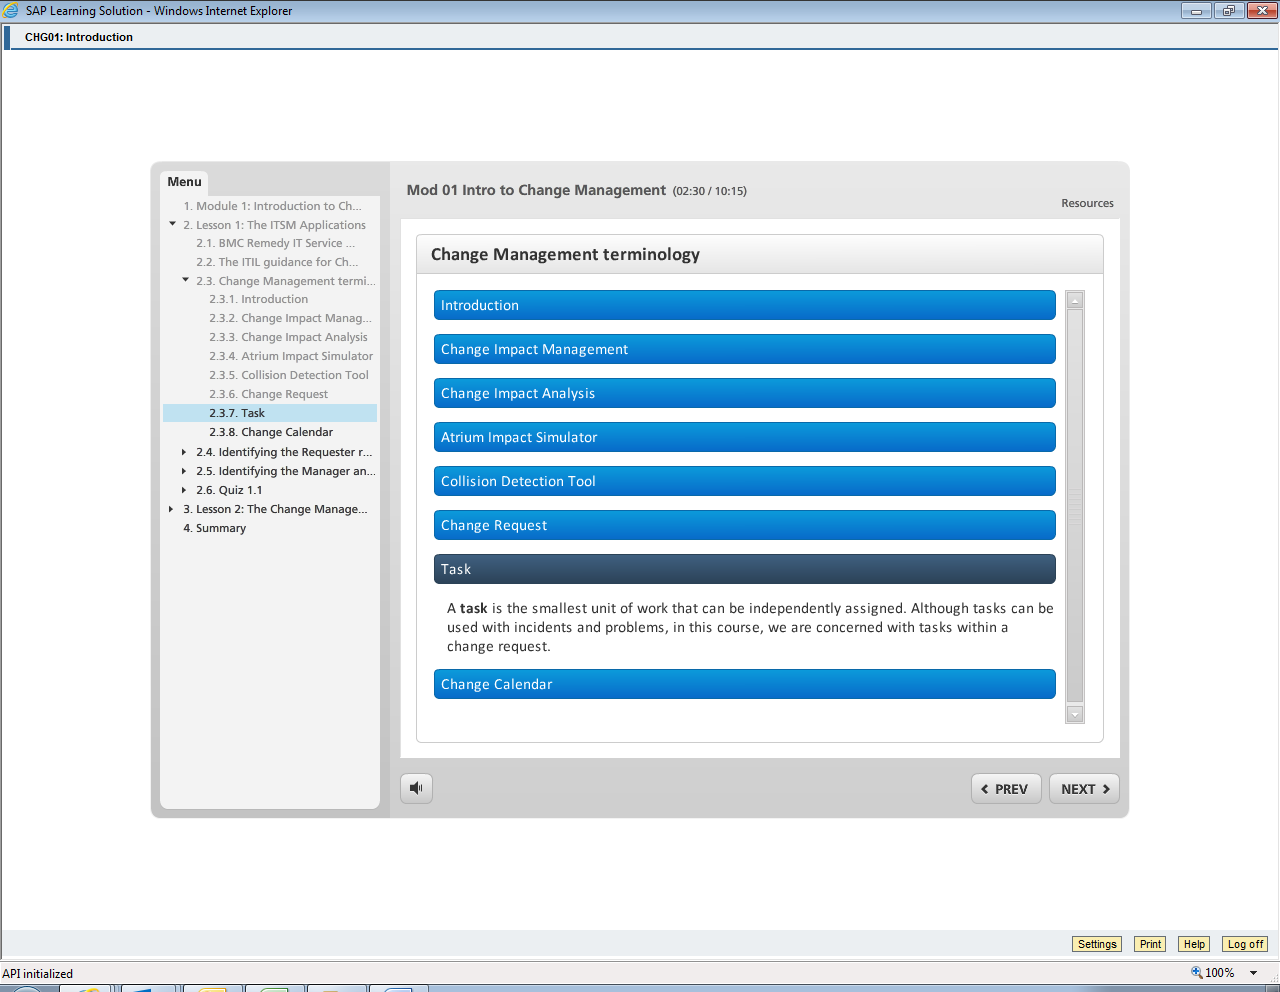 SAP Learning Solution - Windows Internet Explorer
CHG01: Introduction
Menu
1. Module 1: Introduction to Ch...
2. Lesson 1: The ITSM Applications
2.1. BMC Remedy IT Service ...
2.2. The ITIL guidance for Ch...
2.3. Change Management termi...
2.3.1. Introduction
2.3.2. Change Impact Manag...
2.3.3. Change Impact Analysis
2.3.4. Atrium Impact Simulator
2.3.5. Collision Detection Tool
2.3.6. Change Request
2.3.7. Task
2.3.8. Change Calendar
2.4. Identifying the Requester r...
2.5. Identifying the Manager an...
2.6. Quiz 1.1
3. Lesson 2: The Change Manage...
4. Summary
Mod 01 Intro to Change Management (02:30 / 10:15)
Resources
Change Management terminology
Introduction
Change Impact Management
Change Impact Analysis
Atrium Impact Simulator
Collision Detection Tool
Change Request
Task
A task is the smallest unit of work that can be independently assigned. Although tasks can be
used with incidents and problems, in this course, we are concerned with tasks within a
change request.
Change Calendar
PREV
NEXT
Settings
Print
Help
Log off
API initialized
100%